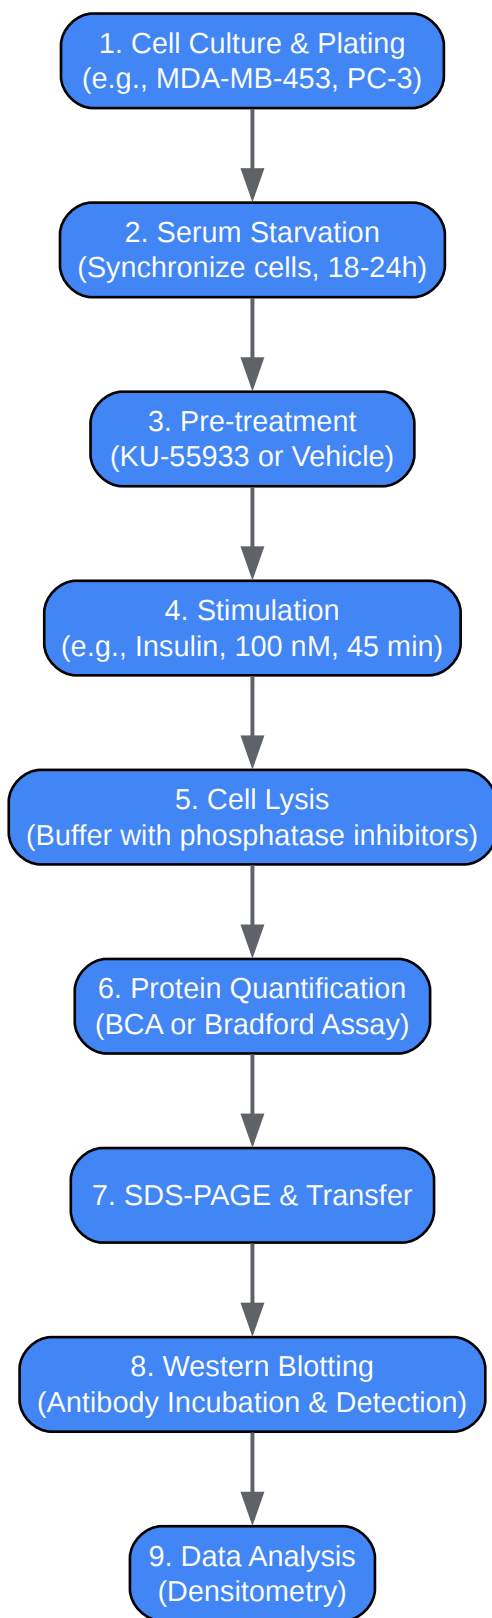 1. Cell Culture & Plating
(e.g., MDA-MB-453, PC-3)
2. Serum Starvation
(Synchronize cells, 18-24h)
3. Pre-treatment
(KU-55933 or Vehicle)
4. Stimulation
(e.g., Insulin, 100 nM, 45 min)
5. Cell Lysis
(Buffer with phosphatase inhibitors)
6. Protein Quantification
(BCA or Bradford Assay)
7. SDS-PAGE & Transfer
8. Western Blotting
(Antibody Incubation & Detection)
9. Data Analysis
(Densitometry)